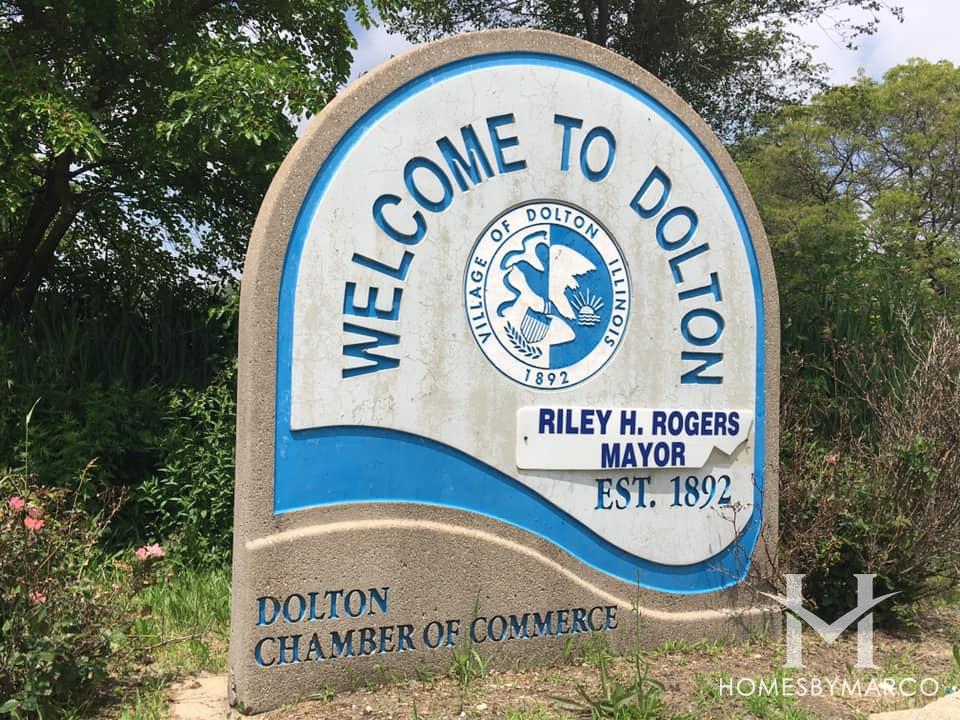 WELCOME TO DOLTON
VILLAGE OF DOLTON ILLINOIS
1892
RILEY H. ROGERS
MAYOR
EST. 1892
DOLTON
CHAMBER OF COMMERCE
HOMESBYMARCO